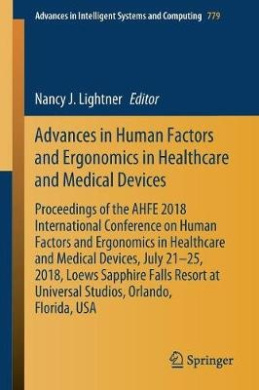 Advances in Intelligent Systems and Computing 779
Nancy J. Lightner Editor
Advances in Human Factors
and Ergonomics in Healthcare
and Medical Devices
Proceedings of the AHFE 2018
International Conference on Human
Factors and Ergonomics in Healthcare
and Medical Devices, July 21–25,
2018, Loews Sapphire Falls Resort at
Universal Studios, Orlando,
Florida, USA
Springer